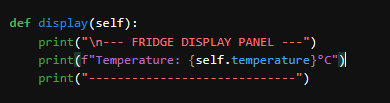 def display(self):
    print("\n--- FRIDGE DISPLAY PANEL ---")
    print(f"Temperature: {self.temperature}°C")
    print("-----------------------------")